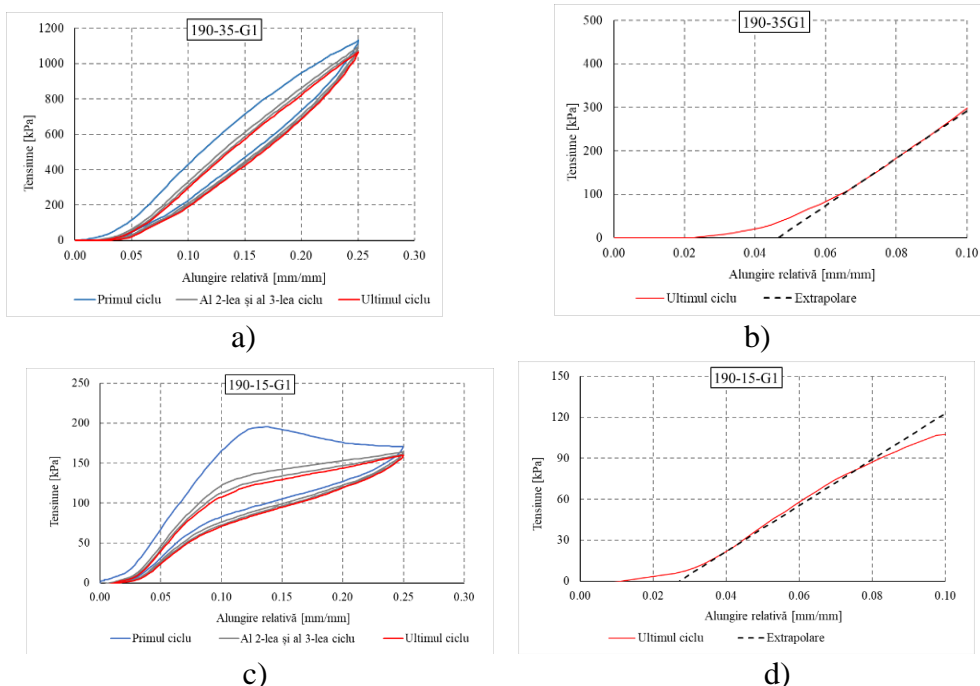 190-35-G1
1200
1000
800
600
400
200
0
Tensiune [kPa]
0.00 0.05 0.10 0.15 0.20 0.25 0.30
Alungire relativă [mm/mm]
Primul ciclu Al 2-lea și al 3-lea ciclu Ultimul ciclu
a)
190-35G1
500
400
300
200
100
0
Tensiune [kPa]
0.00 0.02 0.04 0.06 0.08 0.10
Alungire relativă [mm/mm]
Ultimul ciclu Extrapolare
b)
190-15-G1
250
200
150
100
50
0
Tensiune [kPa]
0.00 0.05 0.10 0.15 0.20 0.25 0.30
Alungire relativă [mm/mm]
Primul ciclu Al 2-lea și al 3-lea ciclu Ultimul ciclu
c)
190-15-G1
150
120
90
60
30
0
Tensiune [kPa]
0.00 0.02 0.04 0.06 0.08 0.10
Alungire relativă [mm/mm]
Ultimul ciclu Extrapolare
d)